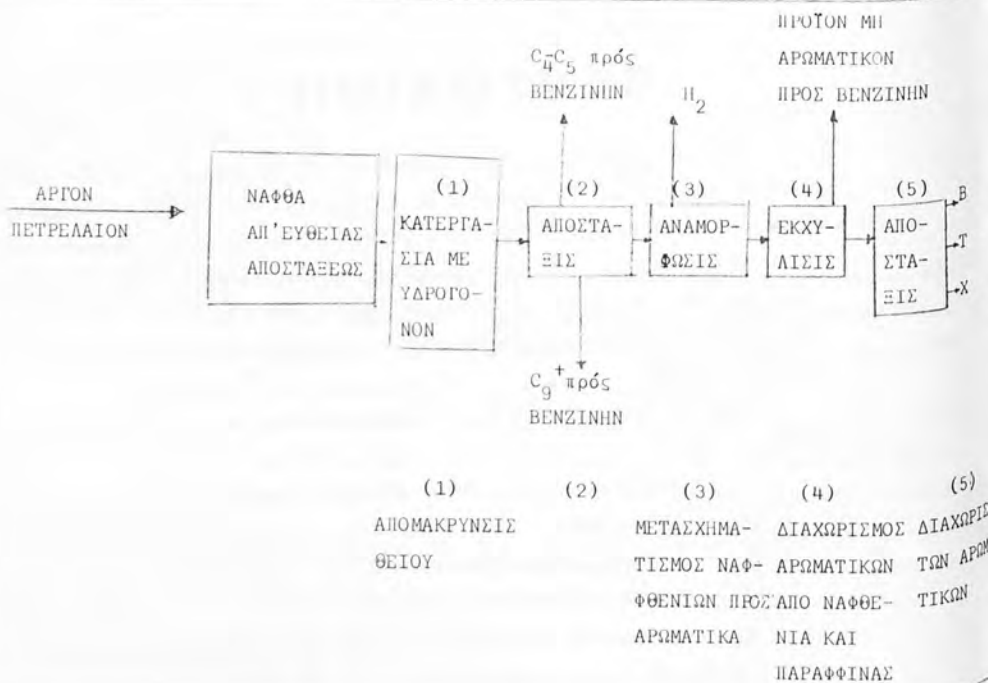 C4-C5 πρός
ΒΕΝΖΙΝΗΝ
H2
ΠΡΟΪΟΝ ΜΗ
ΑΡΩΜΑΤΙΚΟΝ
ΠΡΟΣ ΒΕΝΖΙΝΗΝ
ΑΡΓΟΝ
ΠΕΤΡΕΛΑΙΟΝ
ΝΑΦΘΑ
ΑΠ'ΕΥΘΕΙΑΣ
ΑΠΟΣΤΑΞΕΩΣ
(1)
ΚΑΤΕΡΓΑ-
ΣΙΑ ΜΕ
ΥΔΡΟΓΟ-
ΝΟΝ
(2)
ΑΠΟΣΤΑ-
ΞΙΣ
(3)
ΑΝΑΜΟΡ-
ΦΩΣΙΣ
(4)
ΕΚΧΥ-
ΛΙΣΙΣ
(5)
ΑΠΟ-
ΣΤΑ-
ΞΙΣ
B
T
X
C9+ πρός
ΒΕΝΖΙΝΗΝ
(1)
ΑΠΟΜΑΚΡΥΝΣΙΣ
ΘΕΙΟΥ
(2)
(3)
ΜΕΤΑΣΧΗΜΑ-
ΤΙΣΜΟΣ ΝΑΦ-
ΦΘΕΝΙΩΝ ΠΡΟΣ
ΑΡΩΜΑΤΙΚΑ
(4)
ΔΙΑΧΩΡΙΣΜΟΣ
ΑΡΩΜΑΤΙΚΩΝ
ΑΠΟ ΝΑΦΘΕ-
ΝΙΑ ΚΑΙ
ΠΑΡΑΦΦΙΝΑΣ
(5)
ΔΙΑΧΩΡΙΣ
ΤΩΝ ΑΡΩΜ
ΤΙΚΩΝ